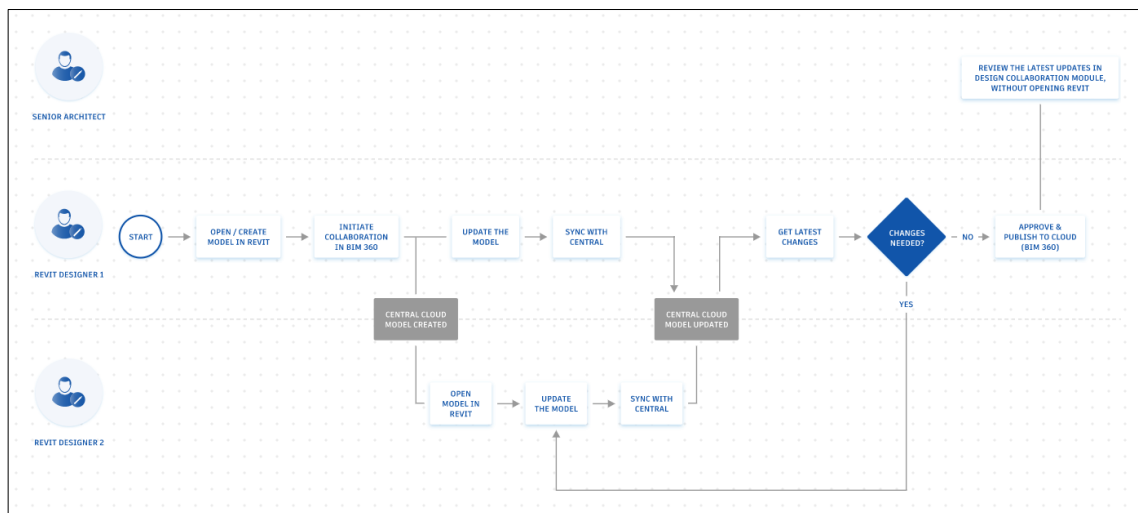 REVIEW THE LATEST UPDATES IN
DESIGN COLLABORATION MODULE,
WITHOUT OPENING REVIT
SENIOR ARCHITECT
START
OPEN / CREATE
MODEL IN REVIT
INITIATE
COLLABORATION
IN BIM 360
UPDATE THE
MODEL
SYNC WITH
CENTRAL
GET LATEST
CHANGES
CHANGES
NEEDED?
NO
APPROVE &
PUBLISH TO CLOUD
(BIM 360)
REVIT DESIGNER 1
YES
CENTRAL CLOUD
MODEL CREATED
CENTRAL CLOUD
MODEL UPDATED
OPEN
MODEL IN
REVIT
UPDATE
THE MODEL
SYNC WITH
CENTRAL
REVIT DESIGNER 2